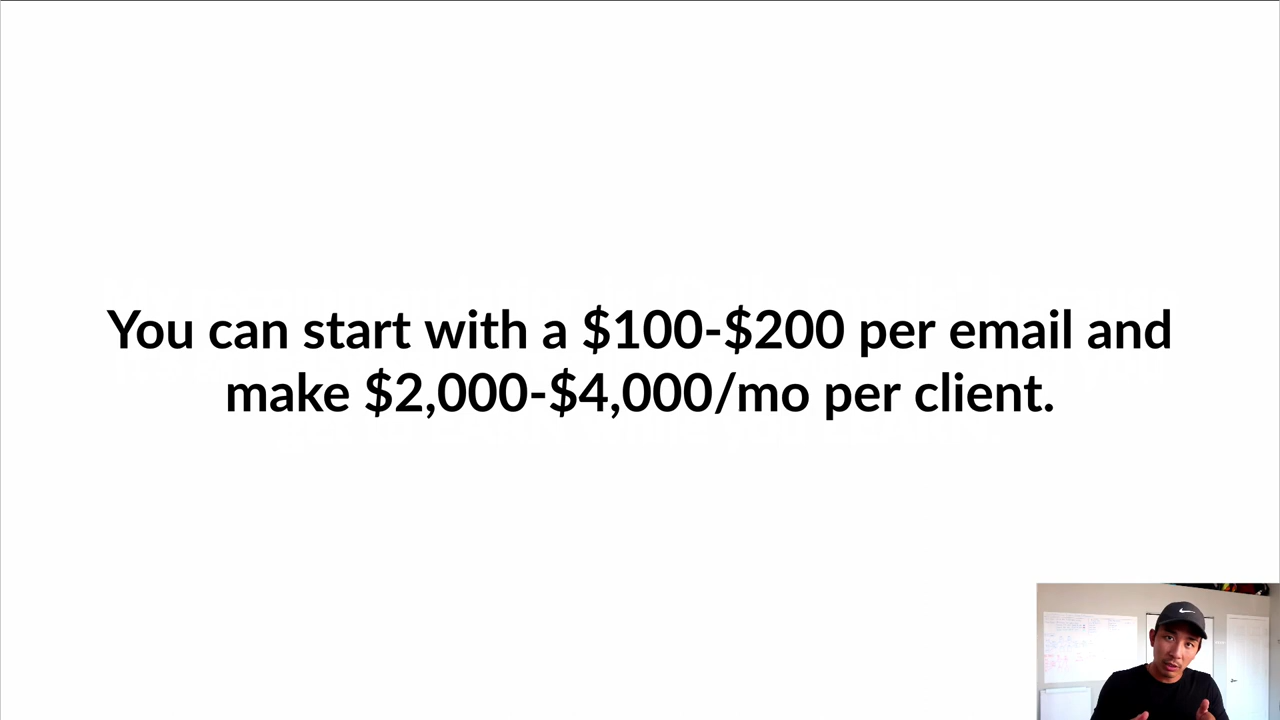 You can start with a $100-$200 per email and
make $2,000-$4,000/mo per client.